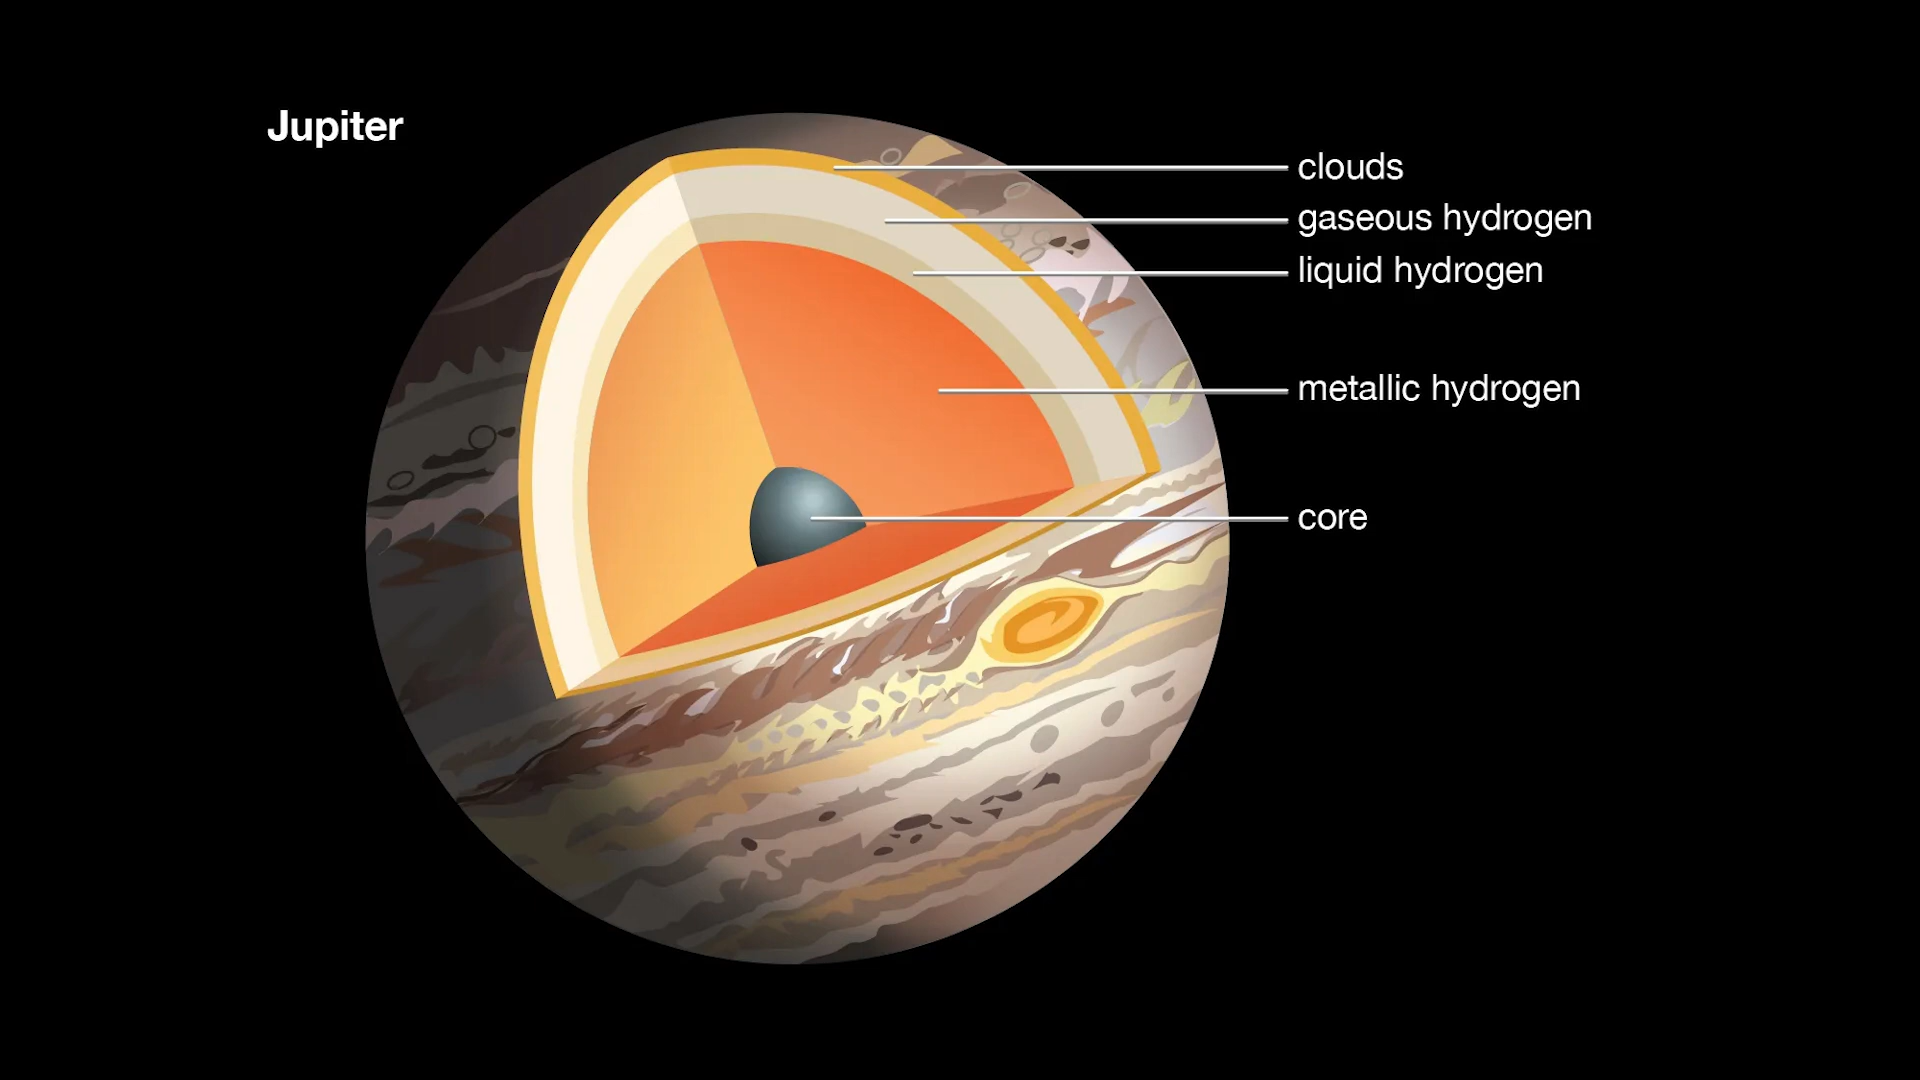 Jupiter
clouds
gaseous hydrogen
liquid hydrogen
metallic hydrogen
core